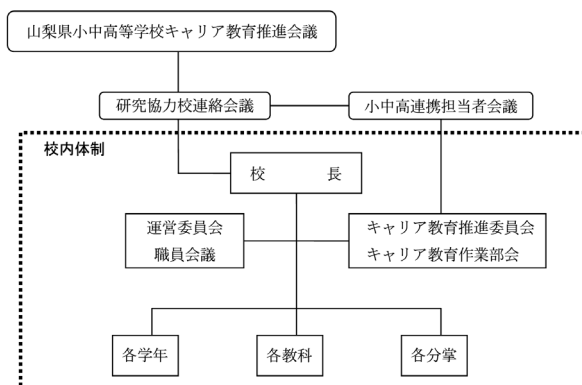 山梨県小中高等学校キャリア教育推進会議
研究協力校連絡会議
小中高連携担当者会議
校内体制
校 長
運営委員会
職員会議
キャリア教育推進委員会
キャリア教育作業部会
各学年
各教科
各分掌